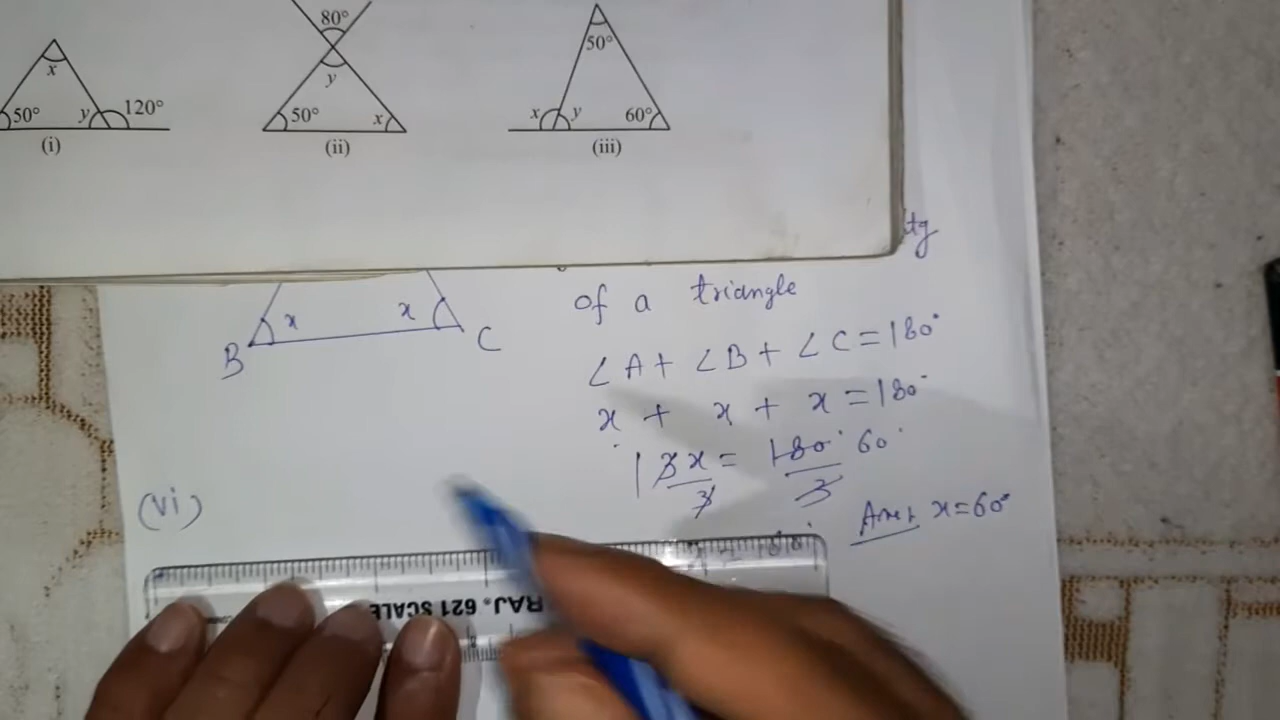 80°
50°
x
y
50°
y
120°
50°
x
x
y
60°
(i)
(ii)
(iii)
of a triangle
x
x
B
C
∠A + ∠B + ∠C = 180°
x + x + x = 180°
3x/3 = 180°/3 60°
(vi)
Ans x = 60°
RAJ. 621 SCALE